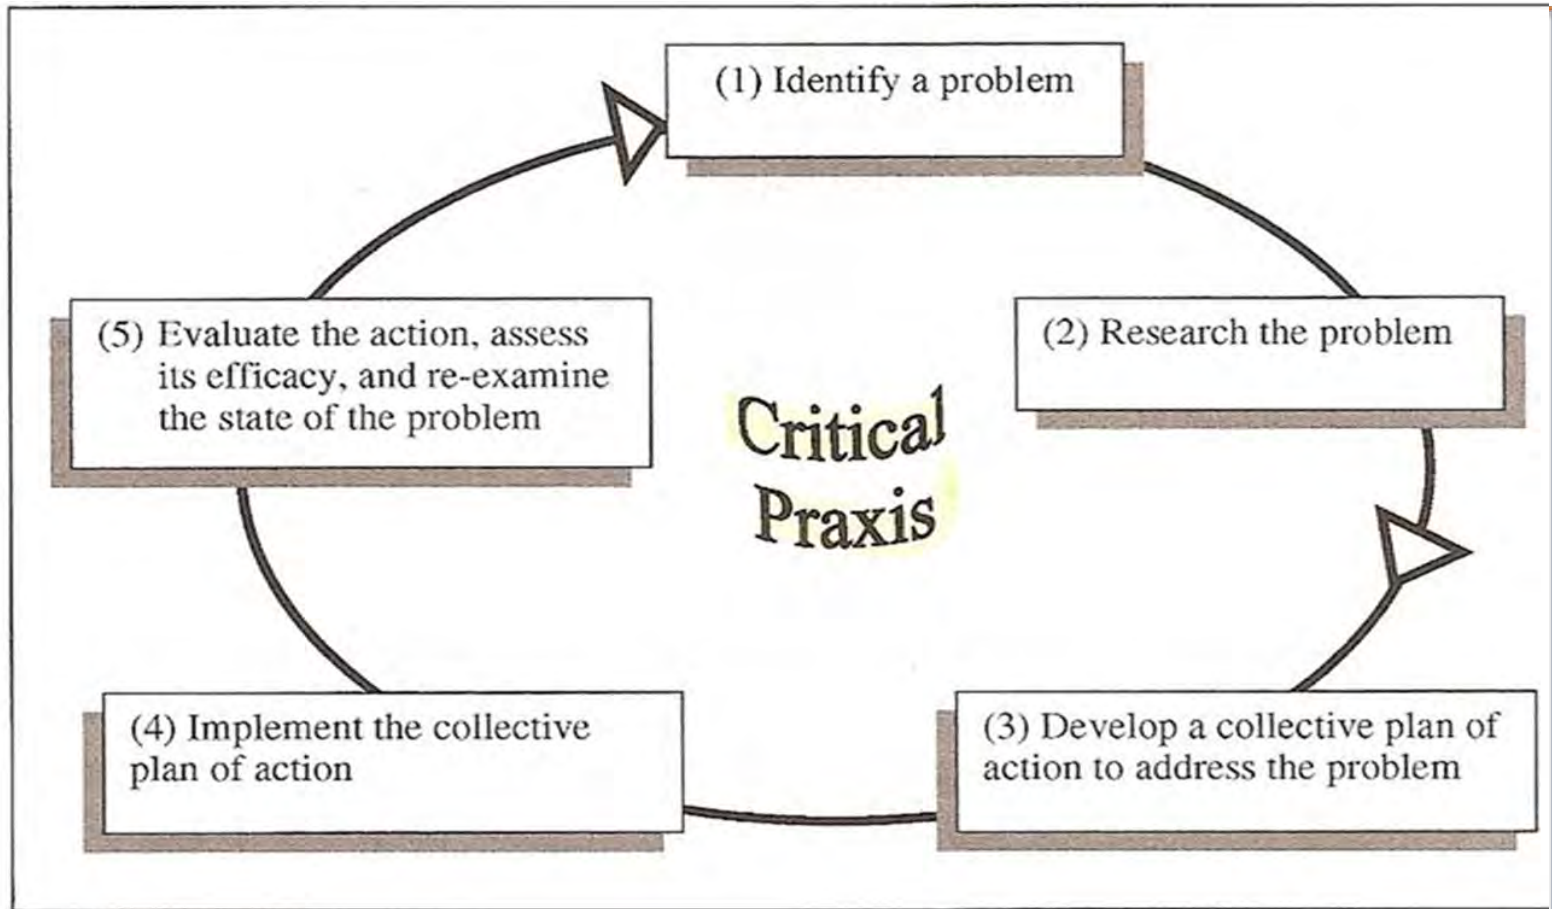 (1) Identify a problem
(2) Research the problem
(3) Develop a collective plan of
action to address the problem
(4) Implement the collective
plan of action
(5) Evaluate the action, assess
its efficacy, and re-examine
the state of the problem
Critical
Praxis